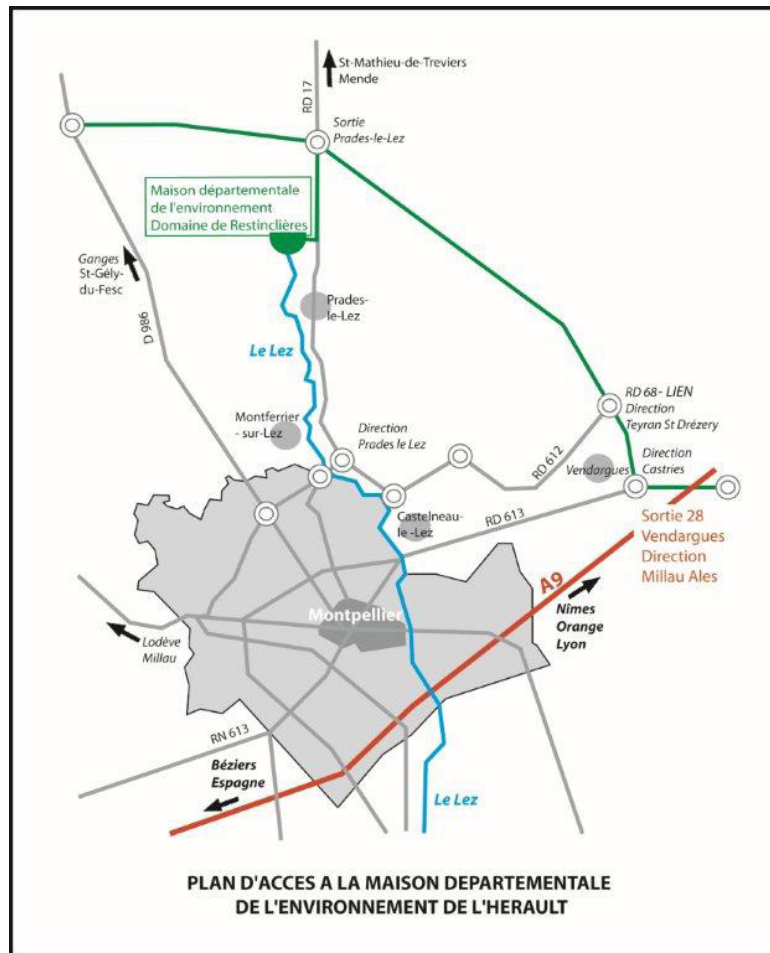 St-Mathieu-de-Treviers
Mende
RD 17
Sortie
Prades-le-Lez
Maison départementale
de l'environnement
Domaine de Restinclières
Ganges
St-Gély-
du-Fesc
D 986
Prades-
le-Lez
Le Lez
Montferrier
-sur-Lez
Direction
Prades le Lez
RD 68- LIEN
Direction
Teyran St Drézery
RD 612
Vendargues
Direction
Castries
Castelneau-
le -Lez
RD 613
Sortie 28
Vendargues
Direction
Millau Ales
A9
Montpellier
Nîmes
Orange
Lyon
Lodève
Millau
RN 613
Béziers
Espagne
Le Lez
PLAN D'ACCES A LA MAISON DEPARTEMENTALE
DE L'ENVIRONNEMENT DE L'HERAULT